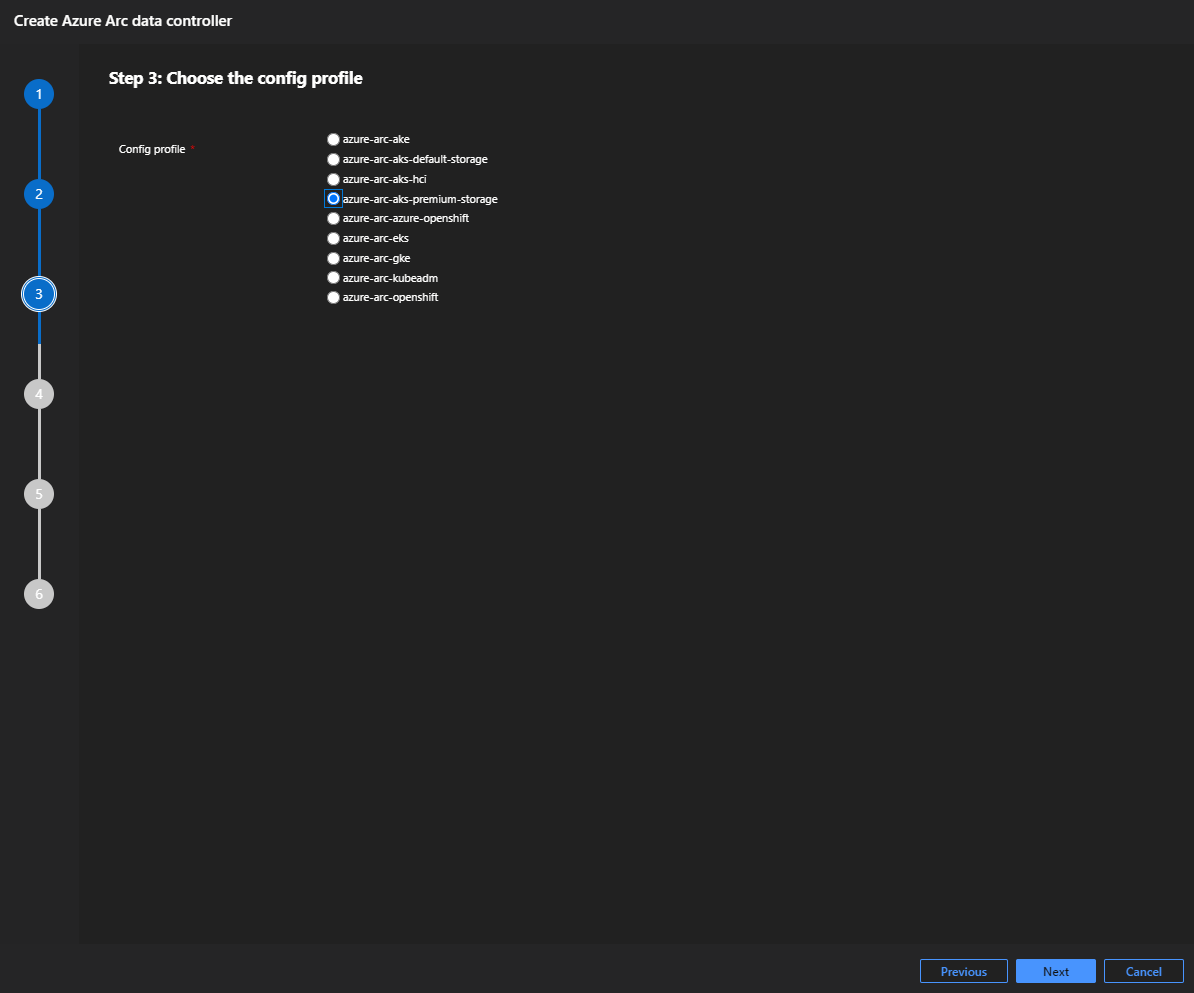 Create Azure Arc data controller
Step 3: Choose the config profile
1
2
3
4
5
6
Config profile *
azure-arc-ake
azure-arc-aks-default-storage
azure-arc-aks-hci
azure-arc-aks-premium-storage
azure-arc-azure-openshift
azure-arc-eks
azure-arc-gke
azure-arc-kubeadm
azure-arc-openshift
Previous
Next
Cancel